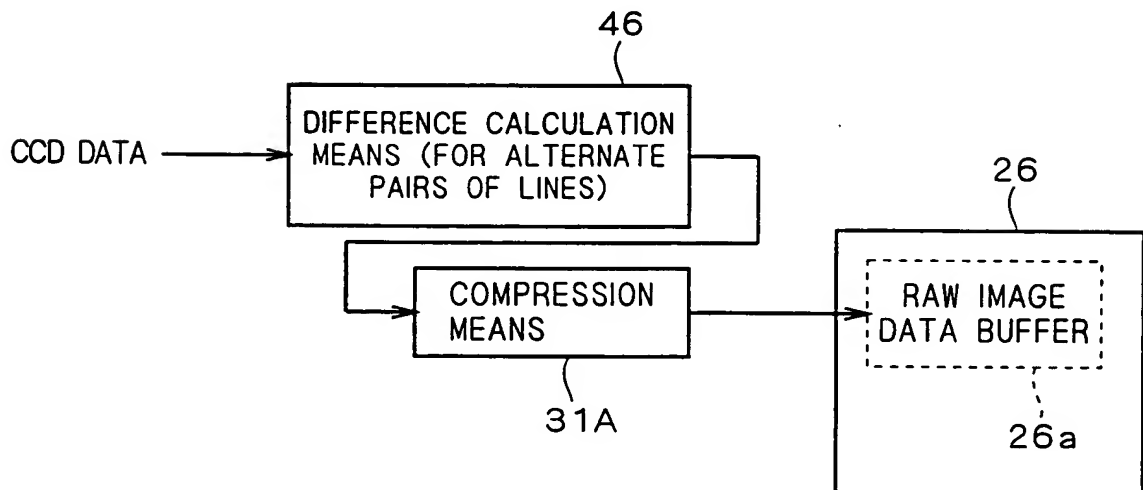 46
CCD DATA
DIFFERENCE CALCULATION
MEANS (FOR ALTERNATE
PAIRS OF LINES)
26
COMPRESSION
MEANS
RAW IMAGE
DATA BUFFER
31A
26a